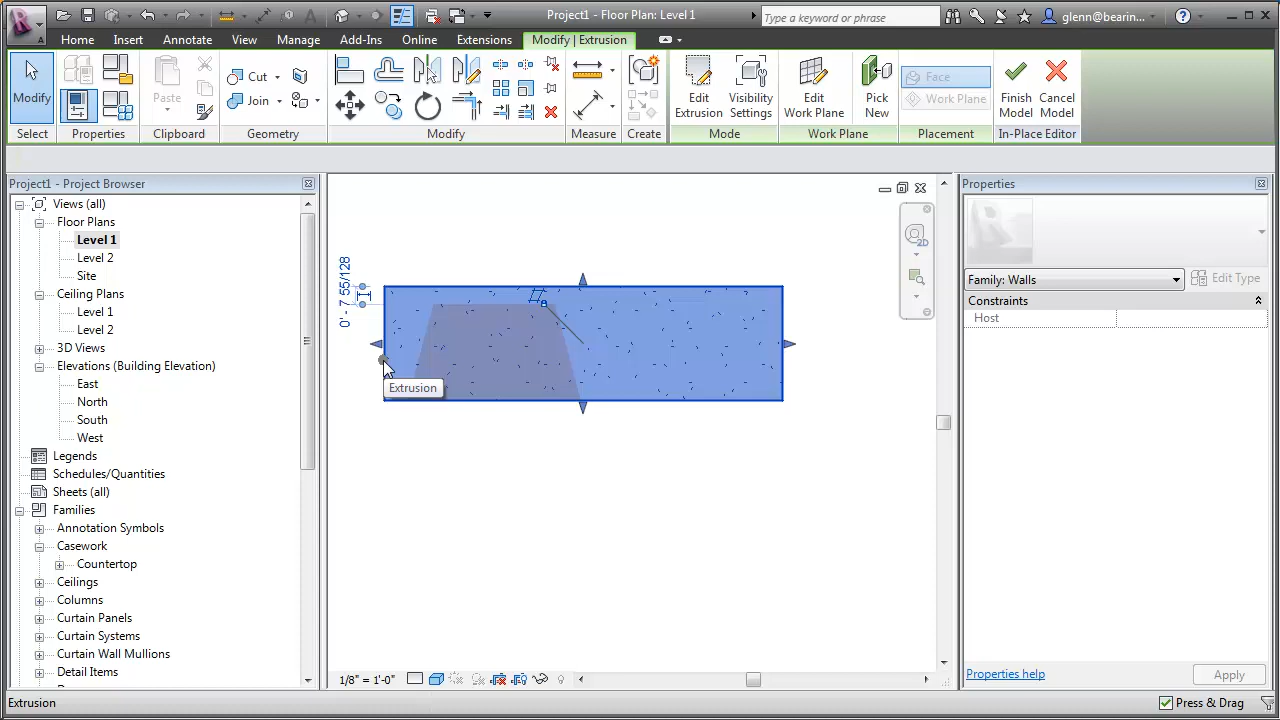 Project1 - Floor Plan: Level 1
Type a keyword or phrase
glenn@bearin...
Home
Insert
Annotate
View
Manage
Add-Ins
Online
Extensions
Modify | Extrusion
Modify
Paste
Cut
Join
Edit
Extrusion
Visibility
Settings
Edit
Work Plane
Pick
New
Face
Work Plane
Finish
Model
Cancel
Model
Select
Properties
Clipboard
Geometry
Modify
Measure
Create
Mode
Work Plane
Placement
In-Place Editor
Project1 - Project Browser
Views (all)
Floor Plans
Level 1
Level 2
Site
Ceiling Plans
Level 1
Level 2
3D Views
Elevations (Building Elevation)
East
North
South
West
Legends
Schedules/Quantities
Sheets (all)
Families
Annotation Symbols
Casework
Countertop
Ceilings
Columns
Curtain Panels
Curtain Systems
Curtain Wall Mullions
Detail Items
0' - 7 55/128
Extrusion
2D
Properties
Family: Walls
Edit Type
Constraints
Host
Properties help
Apply
1/8" = 1'-0"
Extrusion
Press & Drag